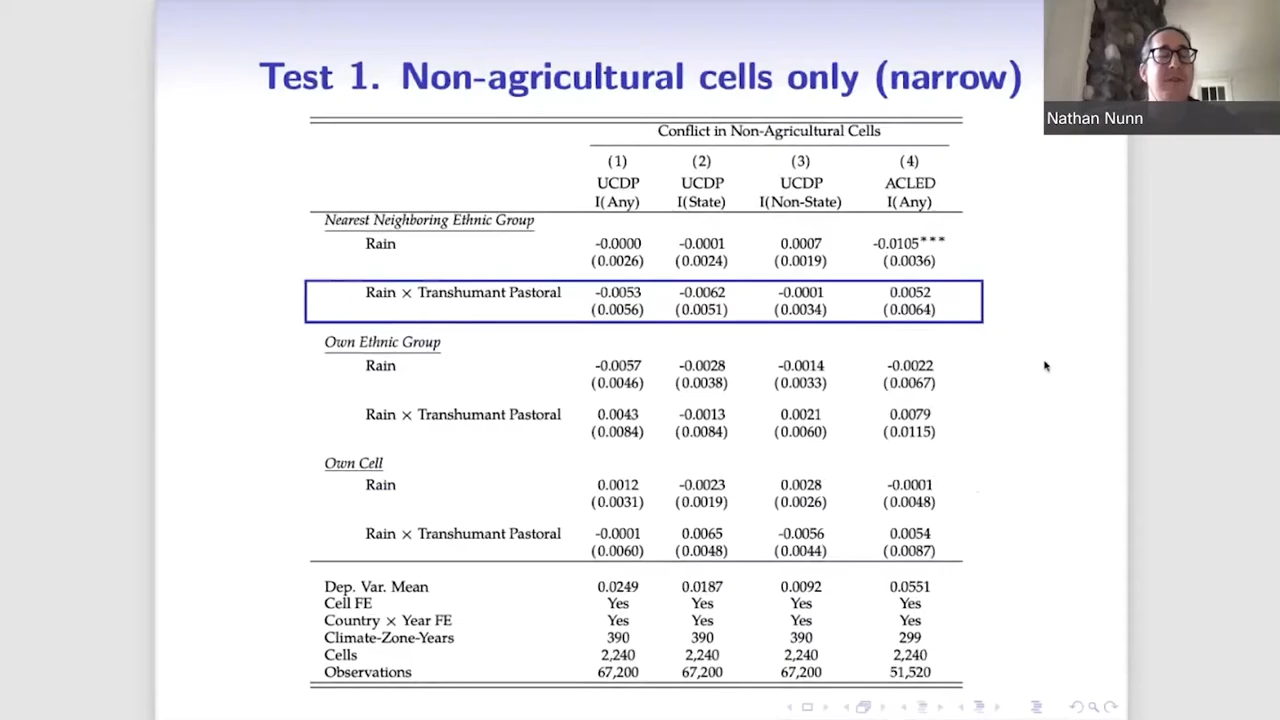 Test 1. Non-agricultural cells only (narrow)
Nathan Nunn
Conflict in Non-Agricultural Cells
(1) (2) (3) (4)
UCDP UCDP UCDP ACLED
I(Any) I(State) I(Non-State) I(Any)
Nearest Neighboring Ethnic Group
Rain -0.0000 -0.0001 0.0007 -0.0105***
(0.0026) (0.0024) (0.0019) (0.0036)
Rain × Transhumant Pastoral -0.0053 -0.0062 -0.0001 0.0052
(0.0056) (0.0051) (0.0034) (0.0064)
Own Ethnic Group
Rain -0.0057 -0.0028 -0.0014 -0.0022
(0.0046) (0.0038) (0.0033) (0.0067)
Rain × Transhumant Pastoral 0.0043 -0.0013 0.0021 0.0079
(0.0084) (0.0084) (0.0060) (0.0115)
Own Cell
Rain 0.0012 -0.0023 0.0028 -0.0001
(0.0031) (0.0019) (0.0026) (0.0048)
Rain × Transhumant Pastoral -0.0001 0.0065 -0.0056 0.0054
(0.0060) (0.0048) (0.0044) (0.0087)
Dep. Var. Mean 0.0249 0.0187 0.0092 0.0551
Cell FE Yes Yes Yes Yes
Country × Year FE Yes Yes Yes Yes
Climate-Zone-Years 390 390 390 299
Cells 2,240 2,240 2,240 2,240
Observations 67,200 67,200 67,200 51,520